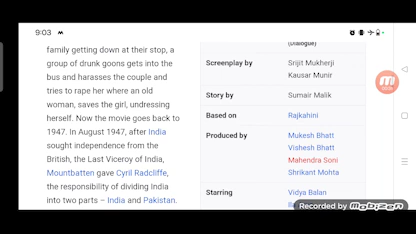 9:03
family getting down at their stop, a
group of drunk goons gets into the
bus and harasses the couple and
tries to rape her where an old
woman, saves the girl, undressing
herself. Now the movie goes back to
1947. In August 1947, after India
sought independence from the
British, the Last Viceroy of India,
Mountbatten gave Cyril Radcliffe,
the responsibility of dividing India
into two parts – India and Pakistan.
(Dialogue)
Screenplay by Srijit Mukherji
Kausar Munir
Story by Sumair Malik
Based on Rajkahini
Produced by Mukesh Bhatt
Vishesh Bhatt
Mahendra Soni
Shrikant Mohta
Starring Vidya Balan
Recorded by Mobizen